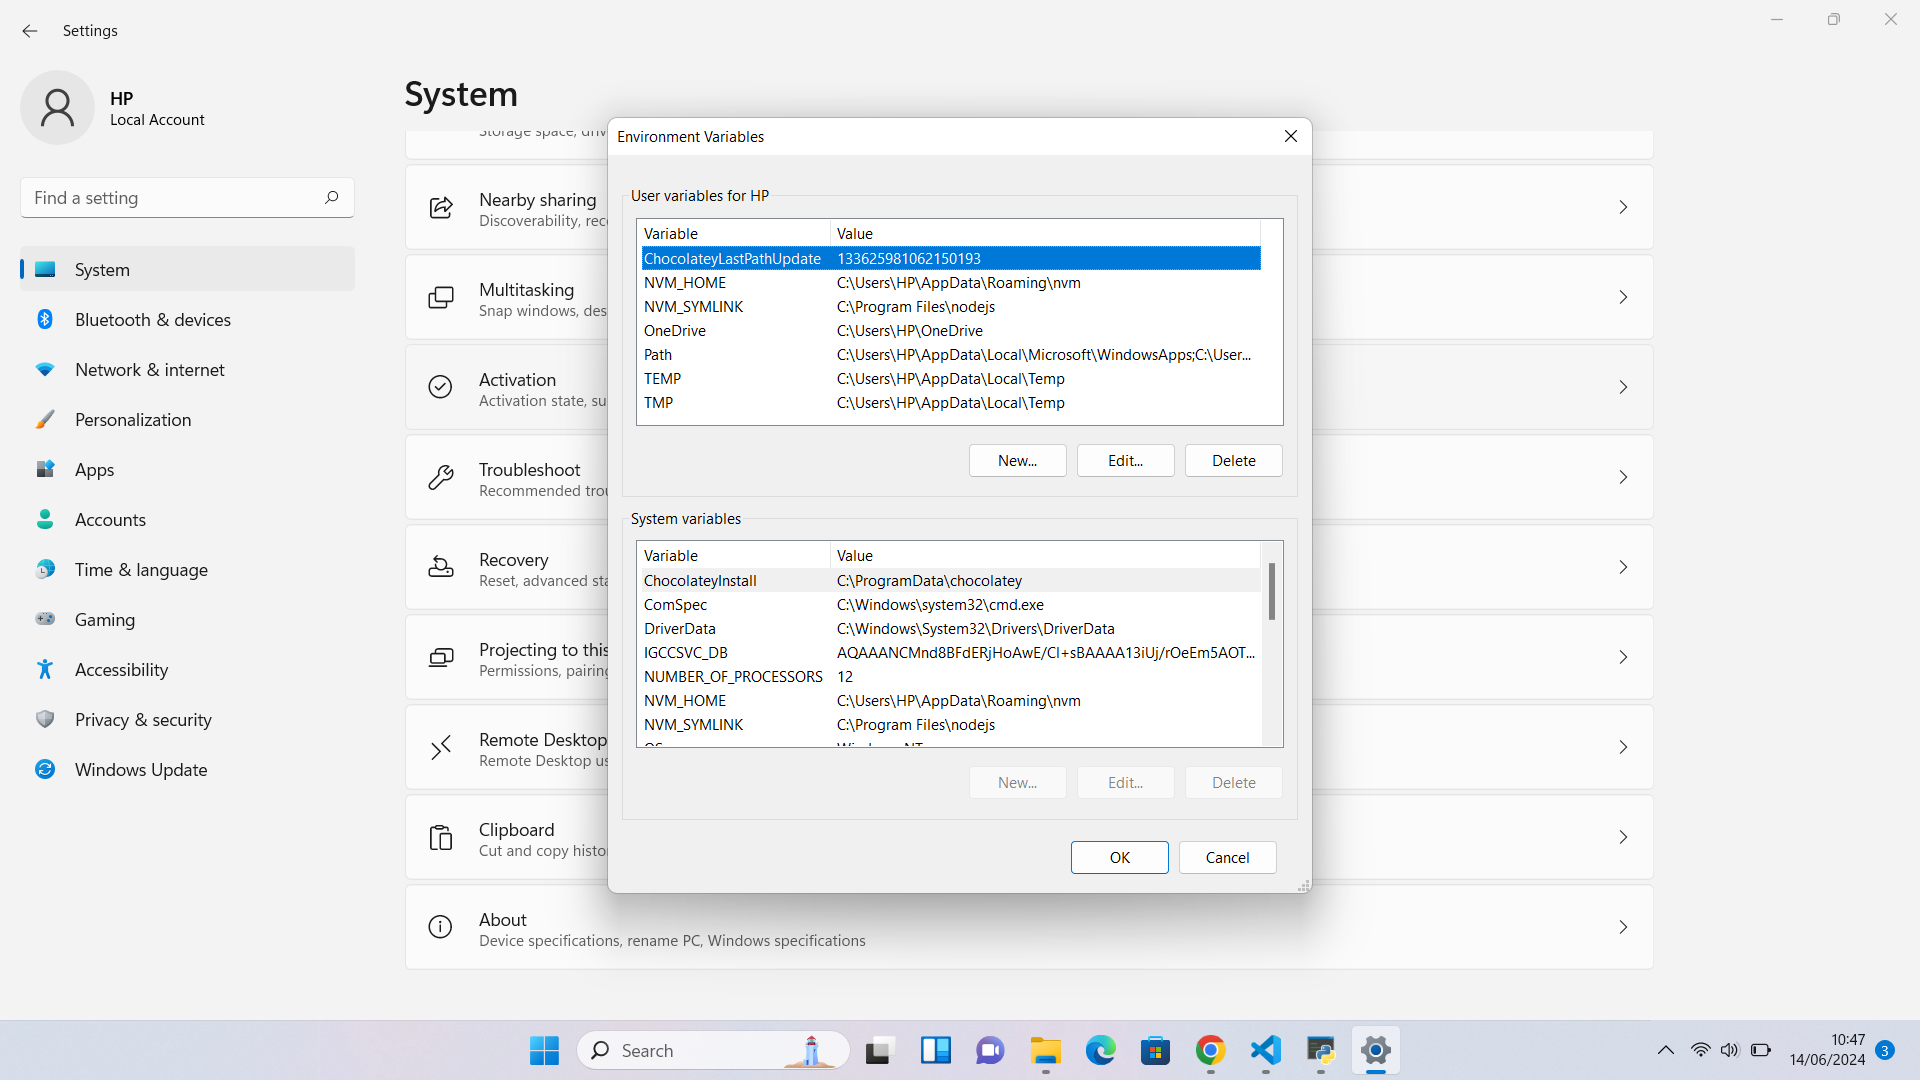 Settings
HP
Local Account
Find a setting
System
Bluetooth & devices
Network & internet
Personalization
Apps
Accounts
Time & language
Gaming
Accessibility
Privacy & security
Windows Update
System
Storage space, driv
Nearby sharing
Discoverability, rec
Multitasking
Snap windows, des
Activation
Activation state, su
Troubleshoot
Recommended trou
Recovery
Reset, advanced sta
Projecting to this
Permissions, pairing
Remote Desktop
Remote Desktop us
Clipboard
Cut and copy histo
About
Device specifications, rename PC, Windows specifications
Environment Variables
User variables for HP
Variable Value
ChocolateyLastPathUpdate 133625981062150193
NVM_HOME C:\Users\HP\AppData\Roaming\nvm
NVM_SYMLINK C:\Program Files\nodejs
OneDrive C:\Users\HP\OneDrive
Path C:\Users\HP\AppData\Local\Microsoft\WindowsApps;C:\User...
TEMP C:\Users\HP\AppData\Local\Temp
TMP C:\Users\HP\AppData\Local\Temp
New... Edit... Delete
System variables
Variable Value
ChocolateyInstall C:\ProgramData\chocolatey
ComSpec C:\Windows\system32\cmd.exe
DriverData C:\Windows\System32\Drivers\DriverData
IGCCSVC_DB AQAAANCMnd8BFdERjHoAwE/Cl+sBAAAA13iUj/rOeEm5AOT...
NUMBER_OF_PROCESSORS 12
NVM_HOME C:\Users\HP\AppData\Roaming\nvm
NVM_SYMLINK C:\Program Files\nodejs
New... Edit... Delete
OK Cancel
Search
10:47
14/06/2024
3